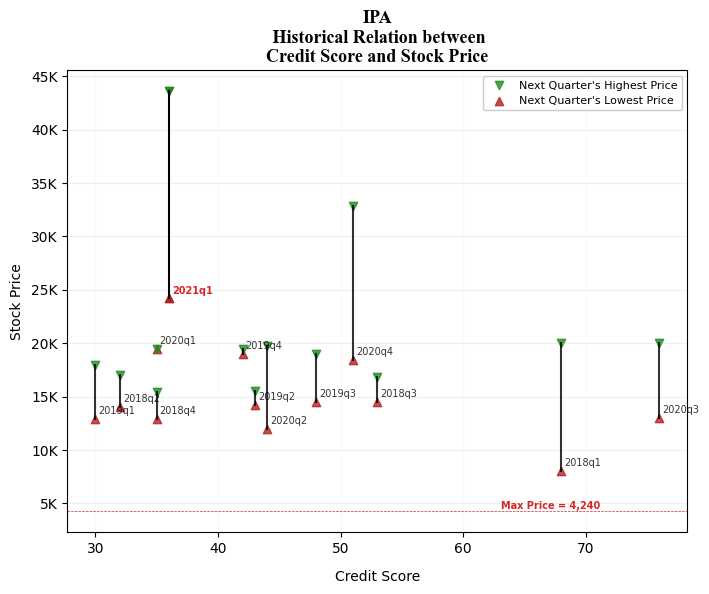 IPA
Historical Relation between
Credit Score and Stock Price
45K
40K
35K
30K
25K
20K
15K
10K
5K
Stock Price
Next Quarter's Highest Price
Next Quarter's Lowest Price
2021q1
2020q1
2019q4
2020q4
2018q2
2019q1
2018q4
2019q2
2020q2
2019q3
2018q3
2020q3
2018q1
Max Price = 4,240
30
40
50
60
70
Credit Score